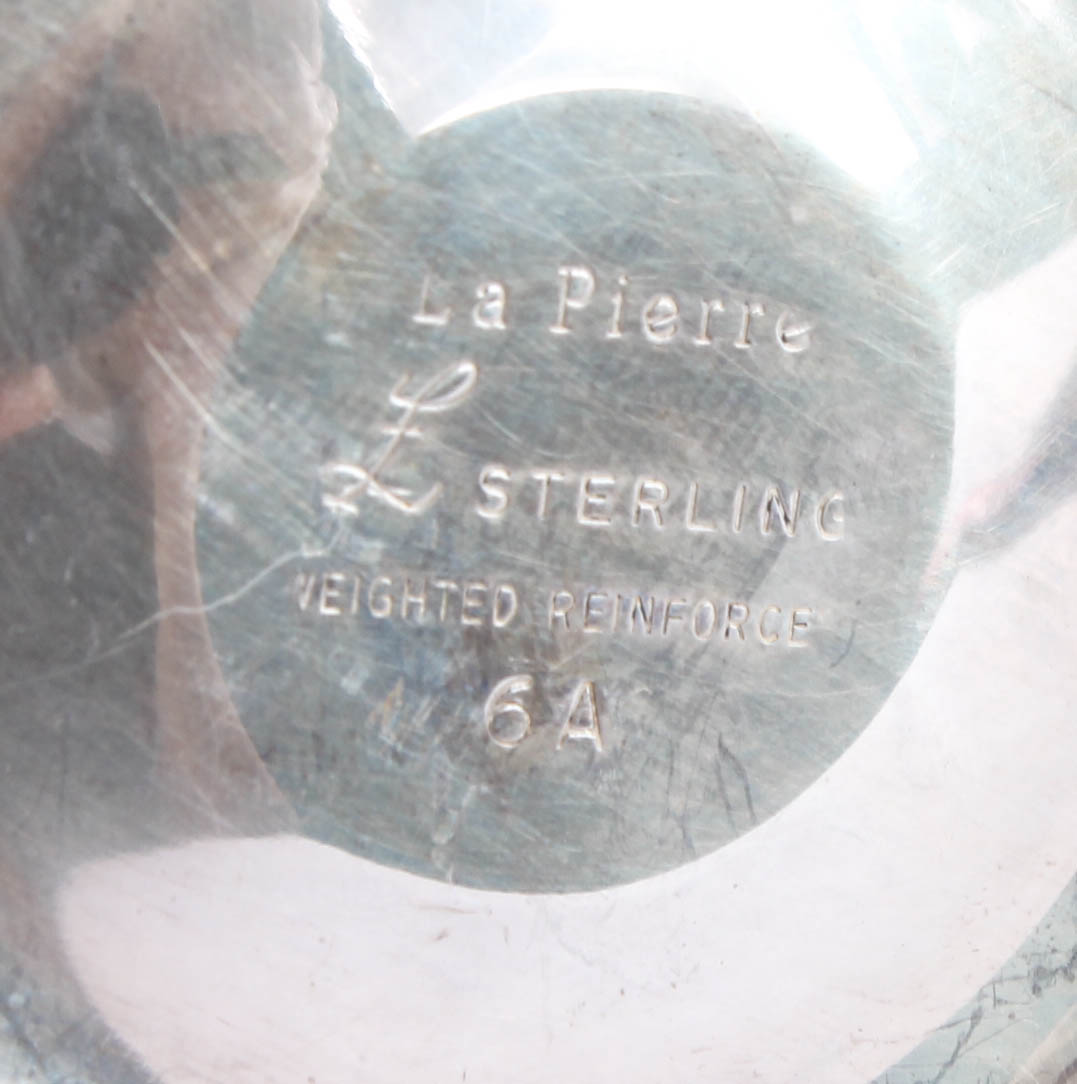 La Pierre
L STERLING
WEIGHTED REINFORCE
6A